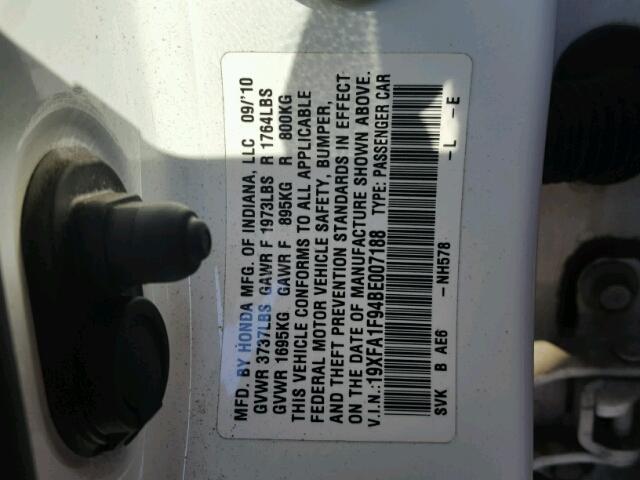 MFD. BY HONDA MFG. OF INDIANA, LLC 09/'10
GVWR 3737LBS GAWR F 1973LBS R 1764LBS
GVWR 1695KG GAWR F 895KG R 800KG
THIS VEHICLE CONFORMS TO ALL APPLICABLE
FEDERAL MOTOR VEHICLE SAFETY, BUMPER,
AND THEFT PREVENTION STANDARDS IN EFFECT
ON THE DATE OF MANUFACTURE SHOWN ABOVE.
V.I.N.:19XFA1F94BE007188 TYPE: PASSENGER CAR
SVK B AE6 -NH578 -L -E